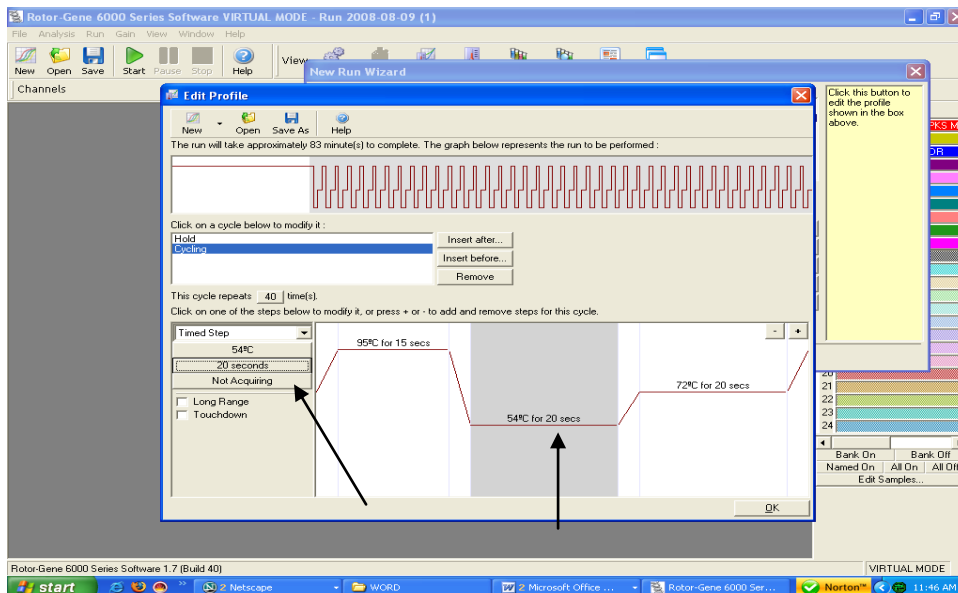 Rotor-Gene 6000 Series Software VIRTUAL MODE - Run 2008-08-09 (1)
File Analysis Run Gain View Window Help
New Open Save Start Pause Stop Help View
Channels
New Run Wizard
Click this button to
edit the profile
shown in the box
above.
Edit Profile
New Open Save As Help
The run will take approximately 83 minute(s) to complete. The graph below represents the run to be performed :
Click on a cycle below to modify it :
Hold
Cycling
Insert after...
Insert before...
Remove
This cycle repeats 40 time(s).
Click on one of the steps below to modify it, or press + or - to add and remove steps for this cycle.
Timed Step
54ºC
20 seconds
Not Acquiring
Long Range
Touchdown
95ºC for 15 secs
54ºC for 20 secs
72ºC for 20 secs
- +
OK
21
22
23
24
Bank On Bank Off
Named On All On All Off
Edit Samples...
Rotor-Gene 6000 Series Software 1.7 (Build 40)
VIRTUAL MODE
start 2 Netscape WORD 2 Microsoft Office ... Rotor-Gene 6000 Ser... Norton™ 11:46 AM